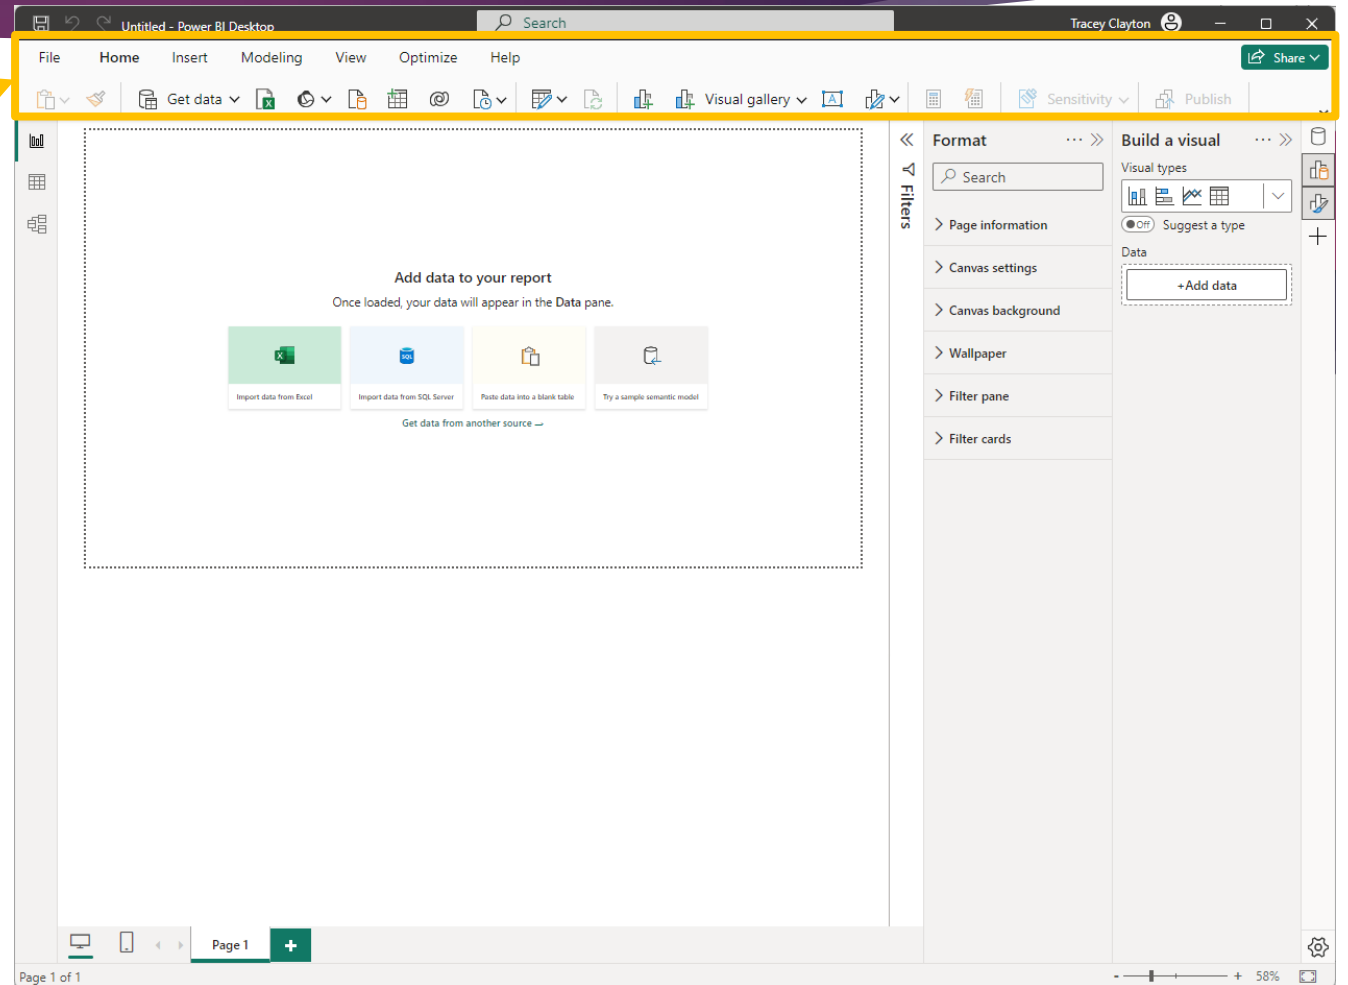 Untitled - Power BI Desktop
Search
Tracey Clayton
File Home Insert Modeling View Optimize Help
Share
Get data
Visual gallery
Sensitivity
Publish
Add data to your report
Once loaded, your data will appear in the Data pane.
SQL
Import data from Excel
Import data from SQL Server
Paste data into a blank table
Try a sample semantic model
Get data from another source
Filters
Format
Search
Page information
Canvas settings
Canvas background
Wallpaper
Filter pane
Filter cards
Build a visual
Visual types
Off Suggest a type
Data
+Add data
Page 1
Page 1 of 1
58%